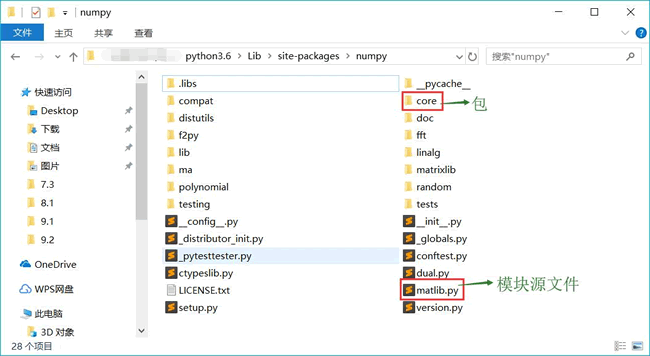 numpy
文件 主页 共享 查看
python3.6 Lib site-packages numpy 搜索"numpy"
快速访问
Desktop
下载
文档
图片
7.3
8.1
9.1
9.2
OneDrive
WPS网盘
此电脑
3D 对象
.libs
compat
distutils
f2py
lib
ma
polynomial
testing
__config__.py
_distributor_init.py
_pytesttester.py
ctypeslib.py
LICENSE.txt
setup.py
__pycache__
core 包
doc
fft
linalg
matrixlib
random
tests
__init__.py
_globals.py
conftest.py
dual.py
matlib.py 模块源文件
version.py
28 个项目